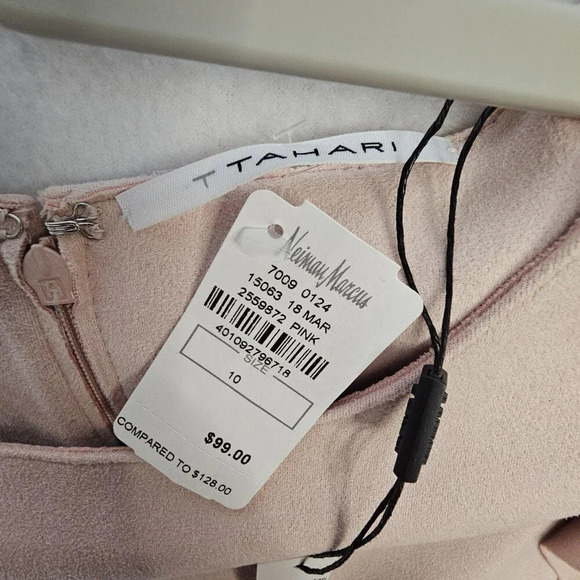 T TAHARI
Neiman Marcus
7009 0124
15063 18 MAR
2559872 PINK
401092796718
SIZE
10
$99.00
COMPARED TO $128.00